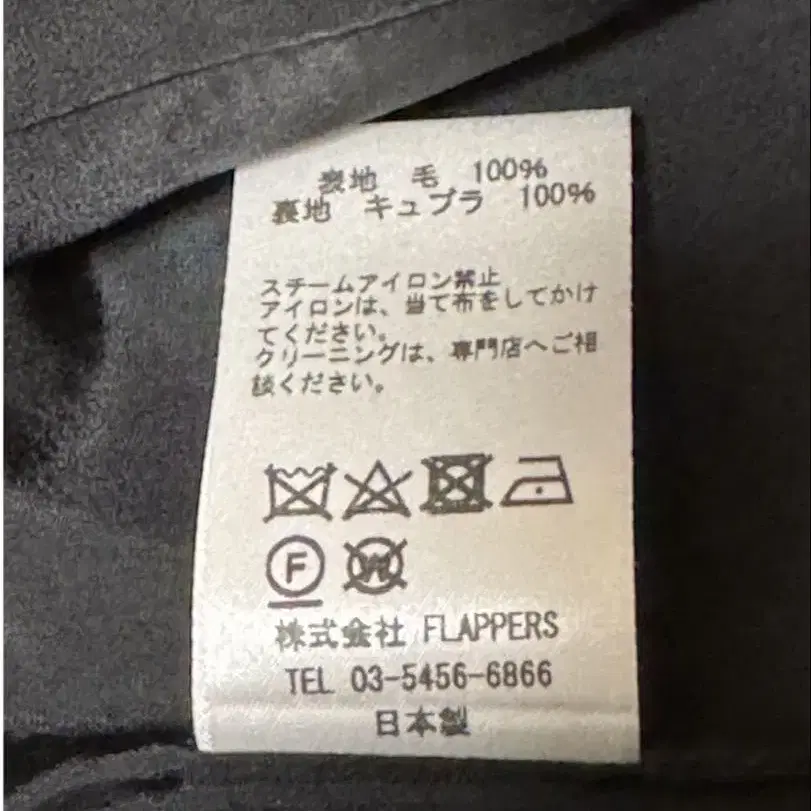 表地　毛　100%
裏地　キュプラ　100%
スチームアイロン禁止
アイロンは、当て布をしてかけ
てください。
クリーニングは、専門店へご相
談ください。
F W
株式会社 FLAPPERS
TEL 03-5456-6866
日本製